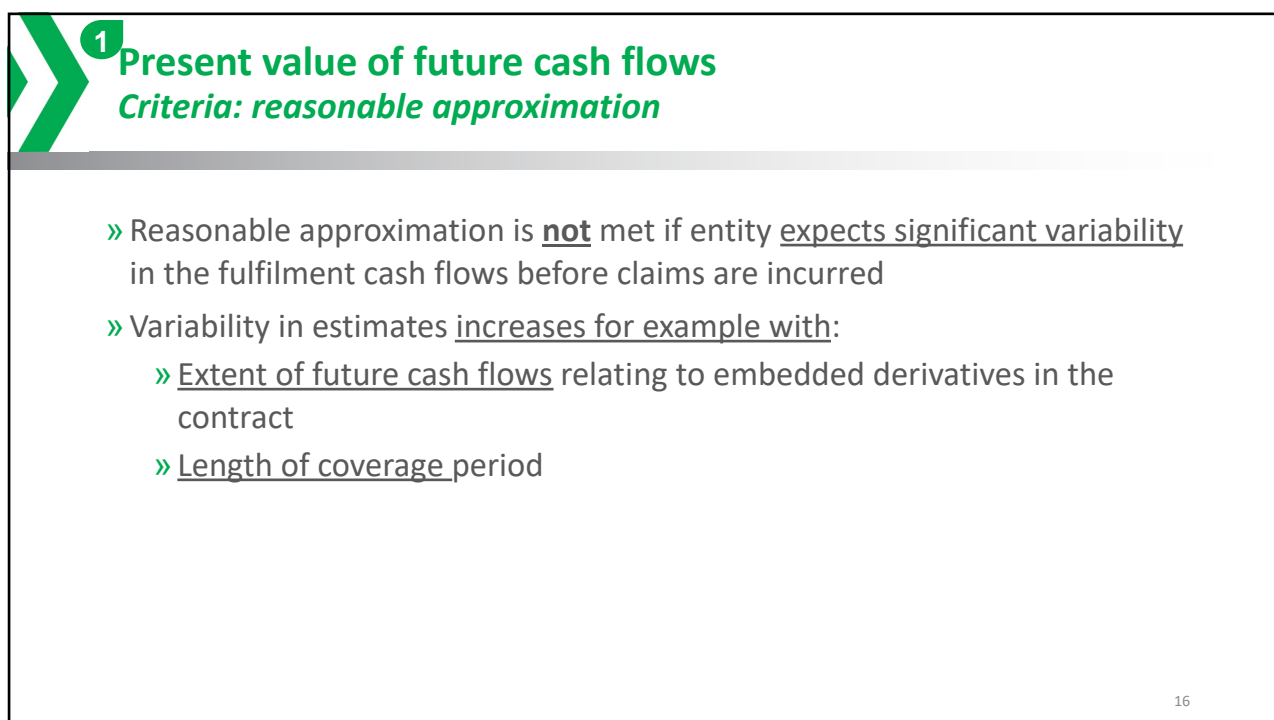 1
Present value of future cash flows
Criteria: reasonable approximation
» Reasonable approximation is not met if entity expects significant variability
in the fulfilment cash flows before claims are incurred
» Variability in estimates increases for example with:
» Extent of future cash flows relating to embedded derivatives in the
contract
» Length of coverage period
16